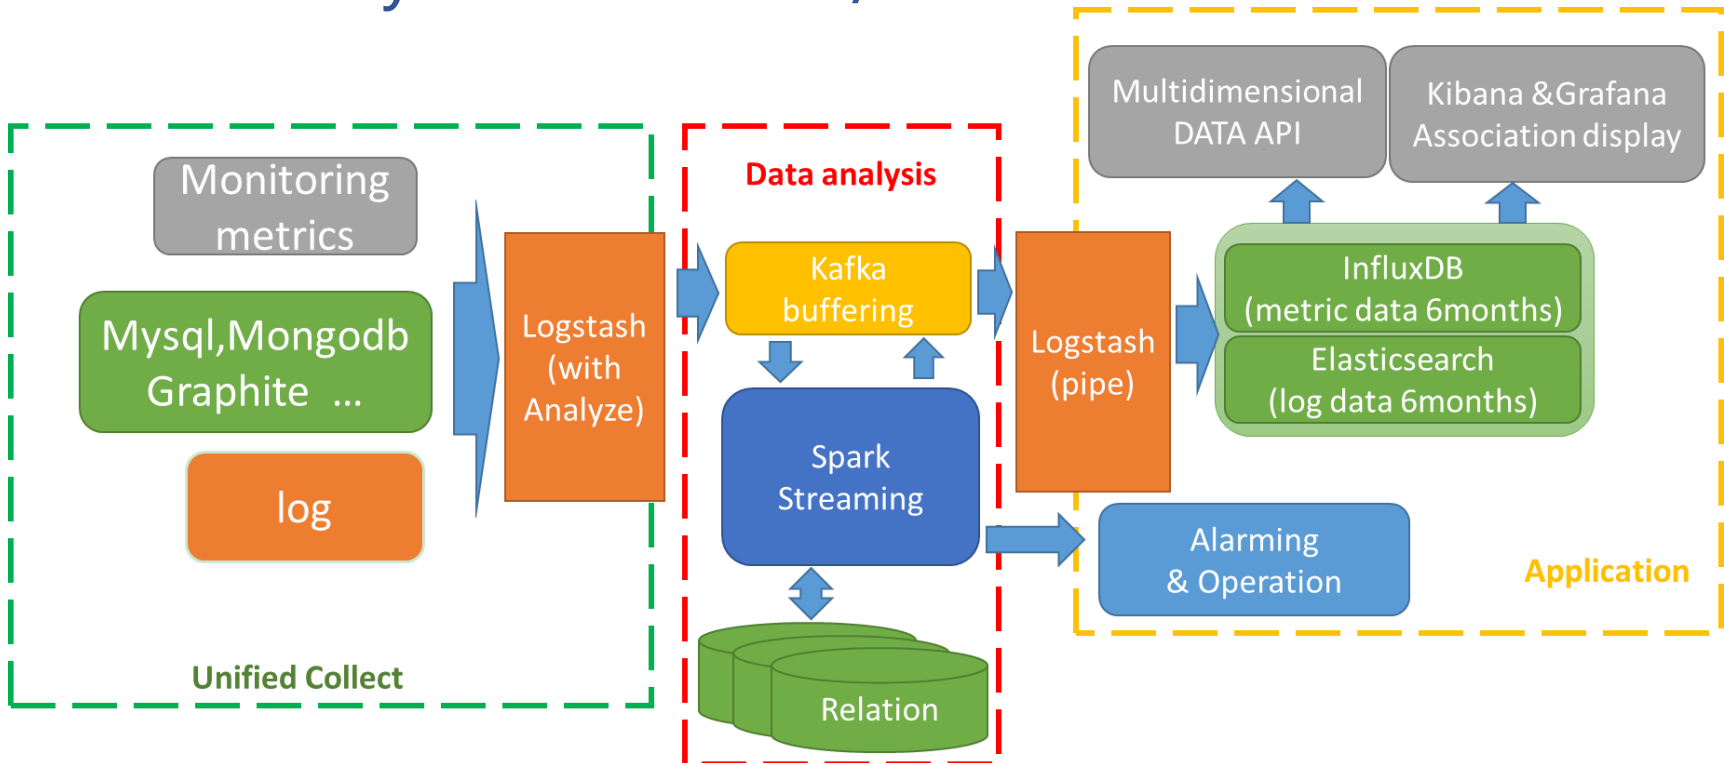 Monitoring
metrics
Mysql,Mongodb
Graphite ...
log
Unified Collect
Logstash
(with
Analyze)
Data analysis
Kafka
buffering
Spark
Streaming
Relation
Logstash
(pipe)
Multidimensional
DATA API
Kibana &Grafana
Association display
InfluxDB
(metric data 6months)
Elasticsearch
(log data 6months)
Alarming
& Operation
Application